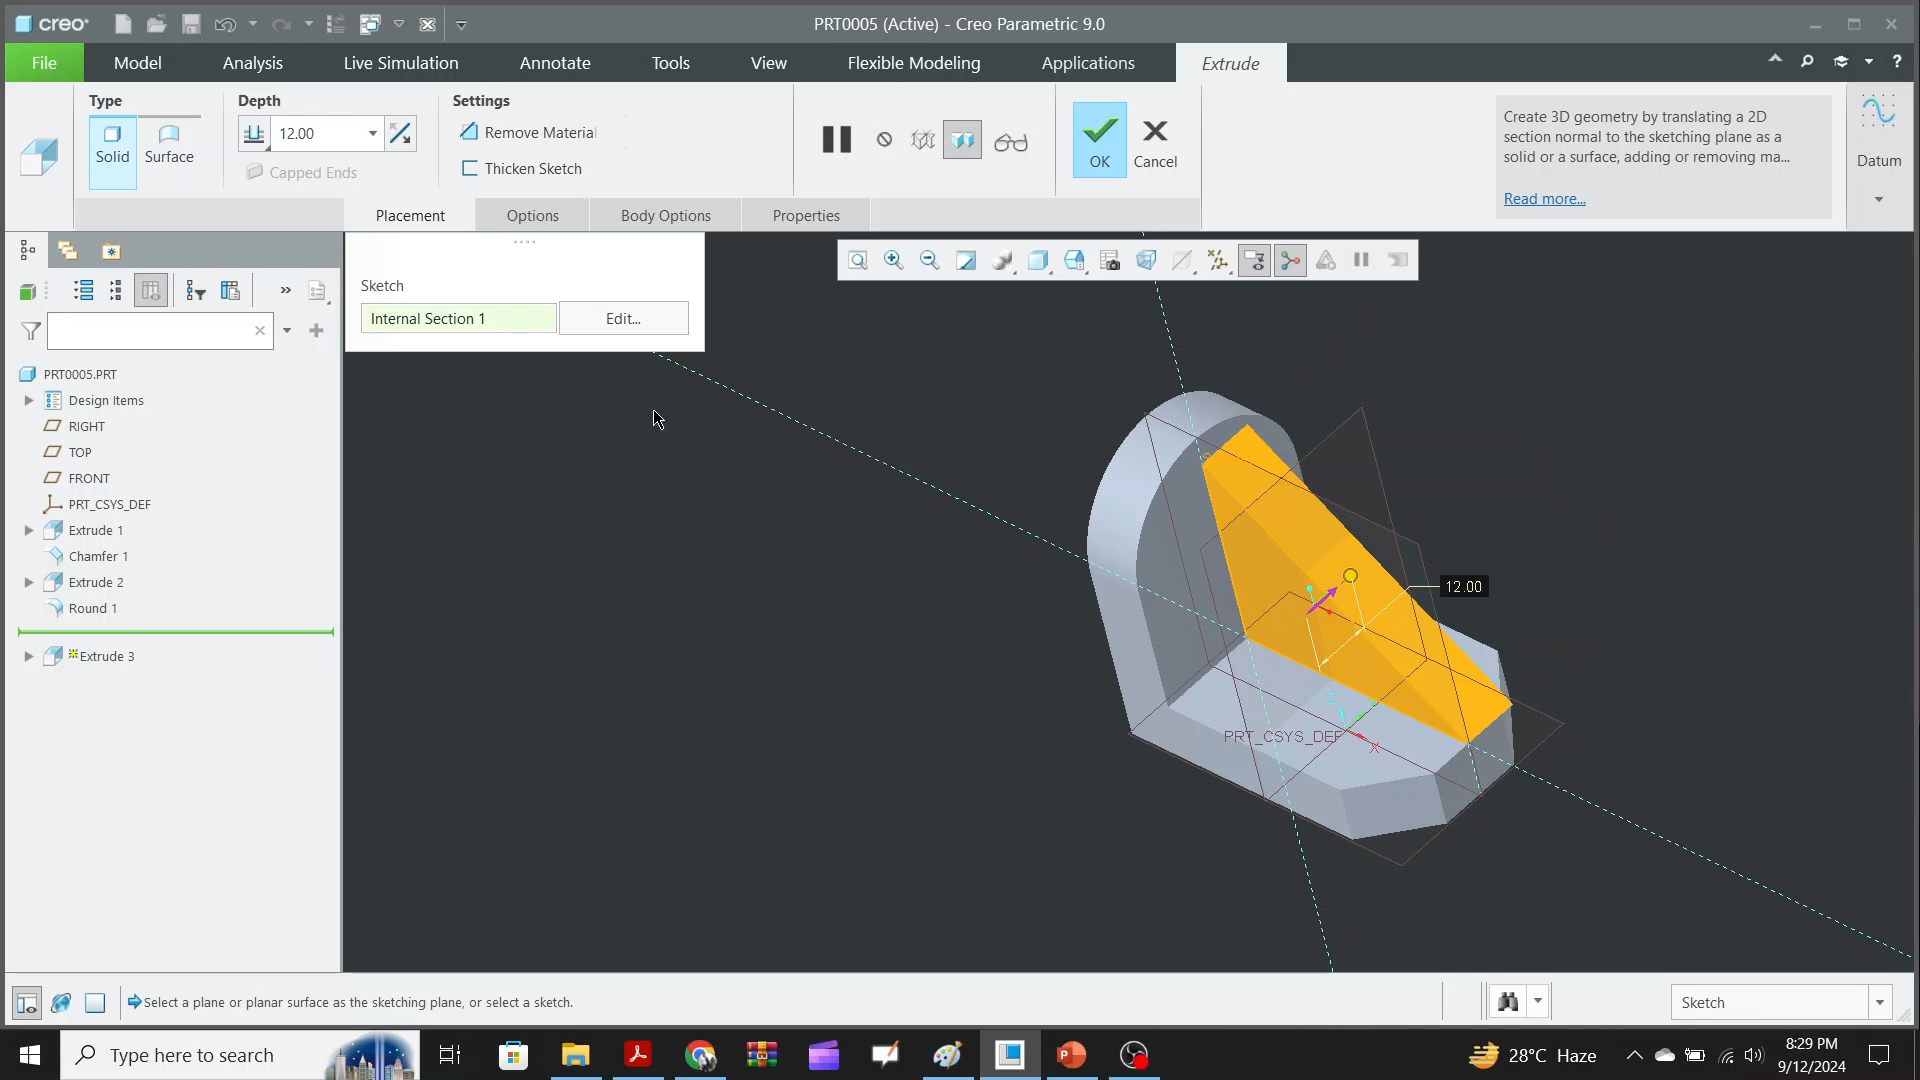 creo
PRT0005 (Active) - Creo Parametric 9.0
File
Model
Analysis
Live Simulation
Annotate
Tools
View
Flexible Modeling
Applications
Extrude
Type
Depth
Settings
Solid
Surface
12.00
Capped Ends
Remove Material
Thicken Sketch
OK
Cancel
Create 3D geometry by translating a 2D
section normal to the sketching plane as a
solid or a surface, adding or removing ma...
Read more...
Datum
Placement
Options
Body Options
Properties
Sketch
Internal Section 1
Edit...
PRT0005.PRT
Design Items
RIGHT
TOP
FRONT
PRT_CSYS_DEF
Extrude 1
Chamfer 1
Extrude 2
Round 1
Extrude 3
12.00
Z
PRT_CSYS_DEF
X
Select a plane or planar surface as the sketching plane, or select a sketch.
Sketch
Type here to search
28°C Haze
8:29 PM
9/12/2024